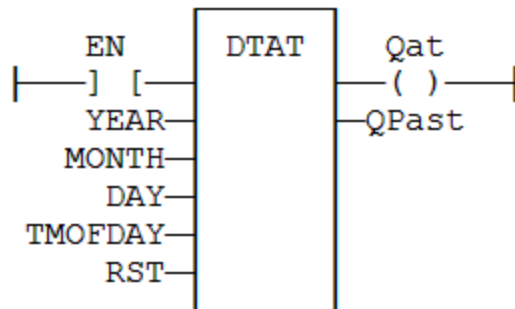 EN DTAT Qat
] [ ( )
YEAR QPast
MONTH
DAY
TMOFDAY
RST